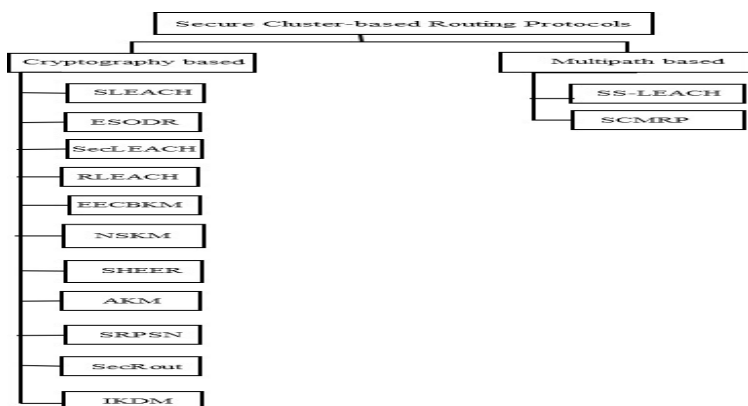 Secure Cluster-based Routing Protocols
Cryptography based
SLEACH
ESODR
SecLEACH
RLEACH
EECBKM
NSKM
SHEER
AKM
SRPSN
SecRout
IKDM
Multipath based
SS-LEACH
SCMRP